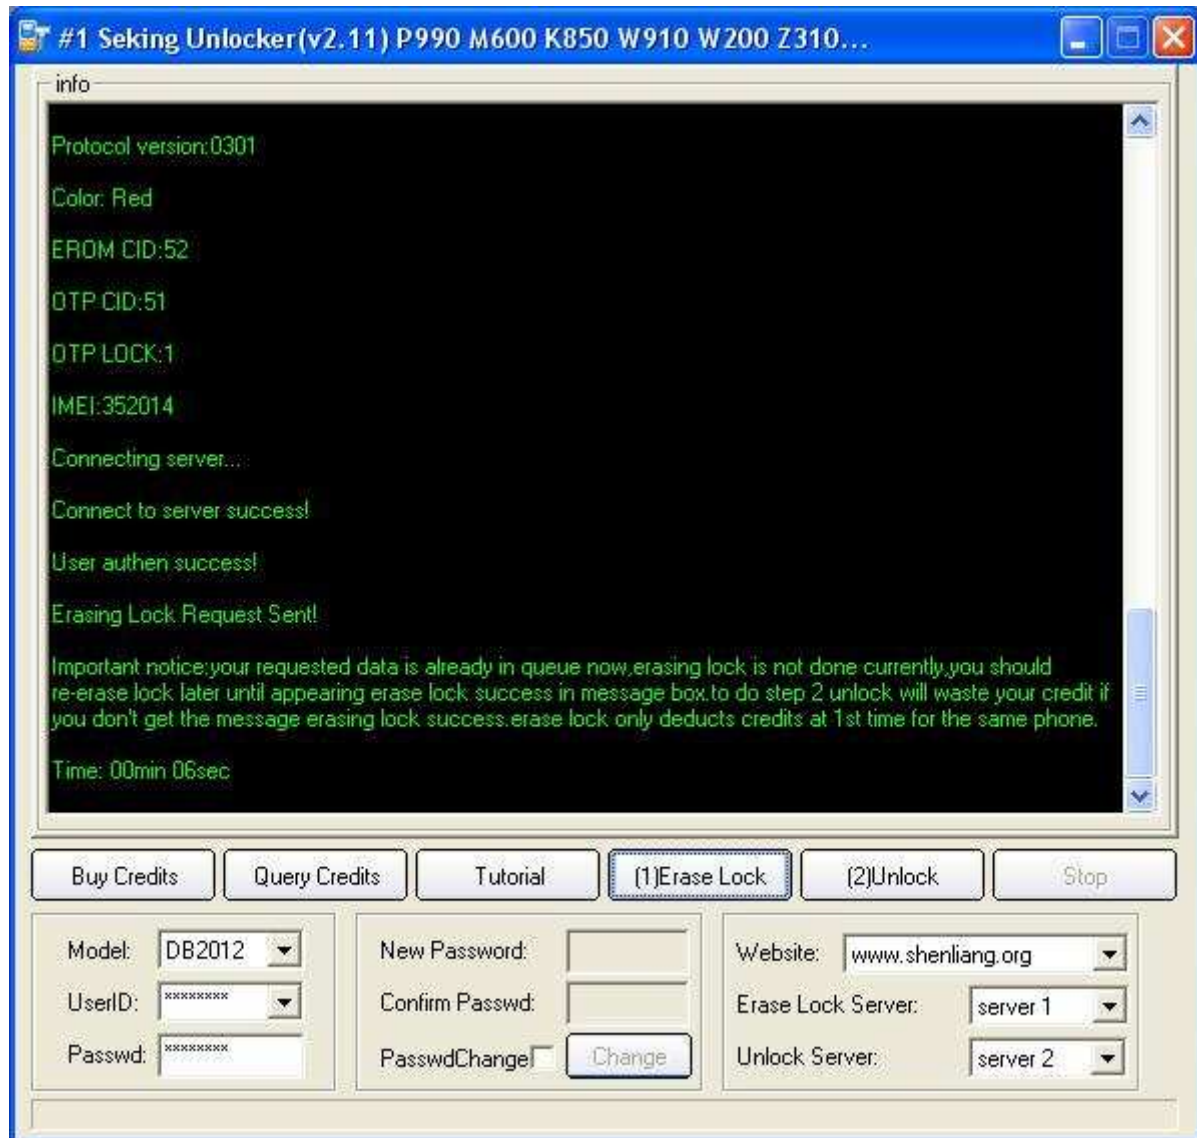 #1 Seking Unlocker(v2.11) P990 M600 K850 W910 W200 Z310...
info
Protocol version:0301
Color: Red
EROM CID:52
OTP CID:51
OTP LOCK:1
IMEI:352014
Connecting server...
Connect to server success!
User authen success!
Erasing Lock Request Sent!
Important notice:your requested data is already in queue now,erasing lock is not done currently,you should
re-erase lock later until appearing erase lock success in message box.to do step 2 unlock will waste your credit if
you don't get the message erasing lock success.erase lock only deducts credits at 1st time for the same phone.
Time: 00min 06sec
Buy Credits
Query Credits
Tutorial
(1)Erase Lock
(2)Unlock
Stop
Model: DB2012
UserID: ********
Passwd: ********
New Password:
Confirm Passwd:
PasswdChange
Change
Website: www.shenliang.org
Erase Lock Server: server 1
Unlock Server: server 2